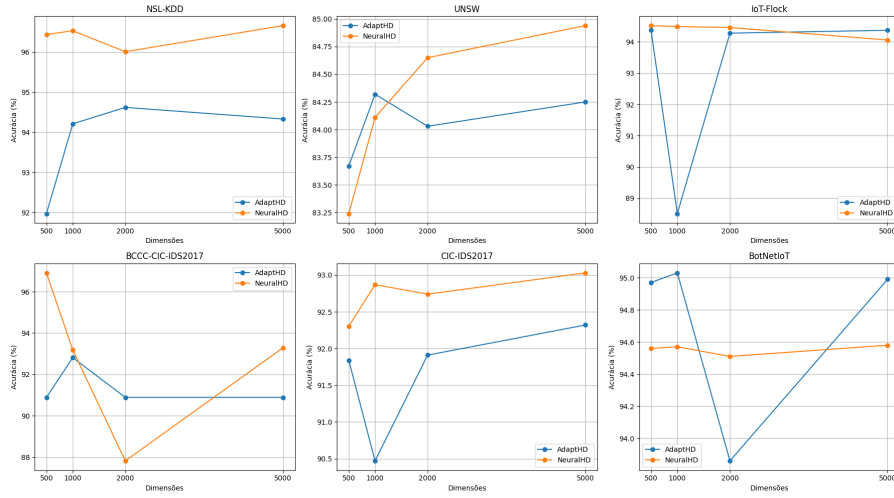 NSL-KDD
96
95
94
93
92
Acurácia (%)
500
1000
2000
5000
Dimensões
AdaptHD
NeuralHD
UNSW
85.00
84.75
84.50
84.25
84.00
83.75
83.50
83.25
Acurácia (%)
500
1000
2000
5000
Dimensões
AdaptHD
NeuralHD
IoT-Flock
94
93
92
91
90
89
Acurácia (%)
500
1000
2000
5000
Dimensões
AdaptHD
NeuralHD
BCCC-CIC-IDS2017
96
94
92
90
88
Acurácia (%)
500
1000
2000
5000
Dimensões
AdaptHD
NeuralHD
CIC-IDS2017
93.0
92.5
92.0
91.5
91.0
90.5
Acurácia (%)
500
1000
2000
5000
Dimensões
AdaptHD
NeuralHD
BotNetIoT
95.0
94.8
94.6
94.4
94.2
94.0
Acurácia (%)
500
1000
2000
5000
Dimensões
AdaptHD
NeuralHD